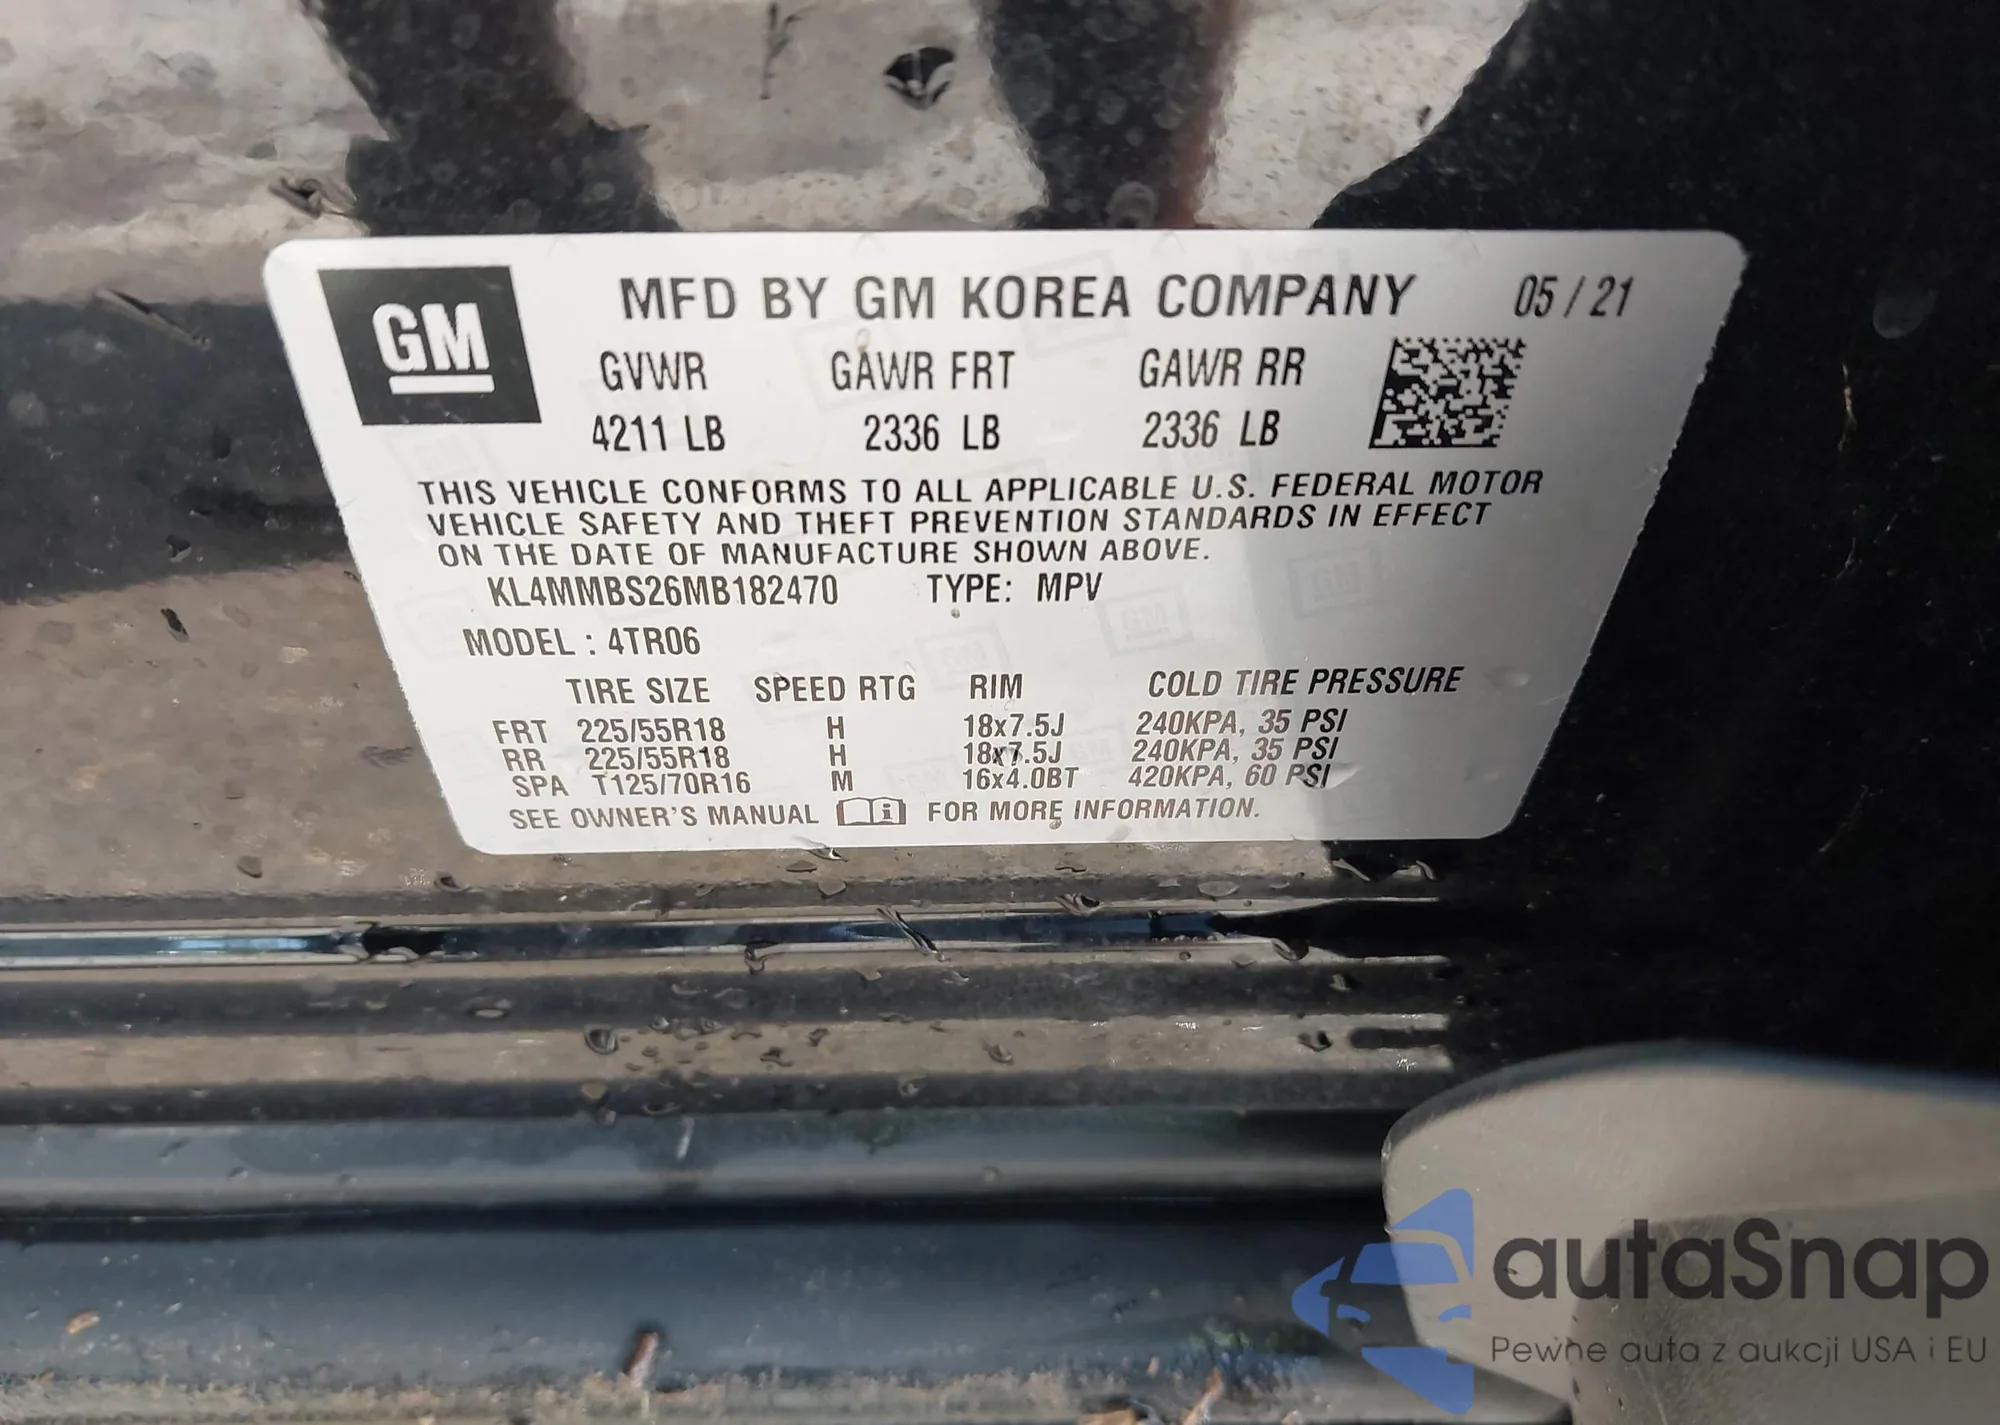 GM
MFD BY GM KOREA COMPANY 05 / 21
GVWR GAWR FRT GAWR RR
4211 LB 2336 LB 2336 LB
THIS VEHICLE CONFORMS TO ALL APPLICABLE U.S. FEDERAL MOTOR
VEHICLE SAFETY AND THEFT PREVENTION STANDARDS IN EFFECT
ON THE DATE OF MANUFACTURE SHOWN ABOVE.
KL4MMBS26MB182470 TYPE: MPV
MODEL : 4TR06
TIRE SIZE SPEED RTG RIM COLD TIRE PRESSURE
FRT 225/55R18 H 18x7.5J 240KPA, 35 PSI
RR 225/55R18 H 18x7.5J 240KPA, 35 PSI
SPA T125/70R16 M 16x4.0BT 420KPA, 60 PSI
SEE OWNER'S MANUAL FOR MORE INFORMATION.
autaSnap
Pewne auta z aukcji USA i EU